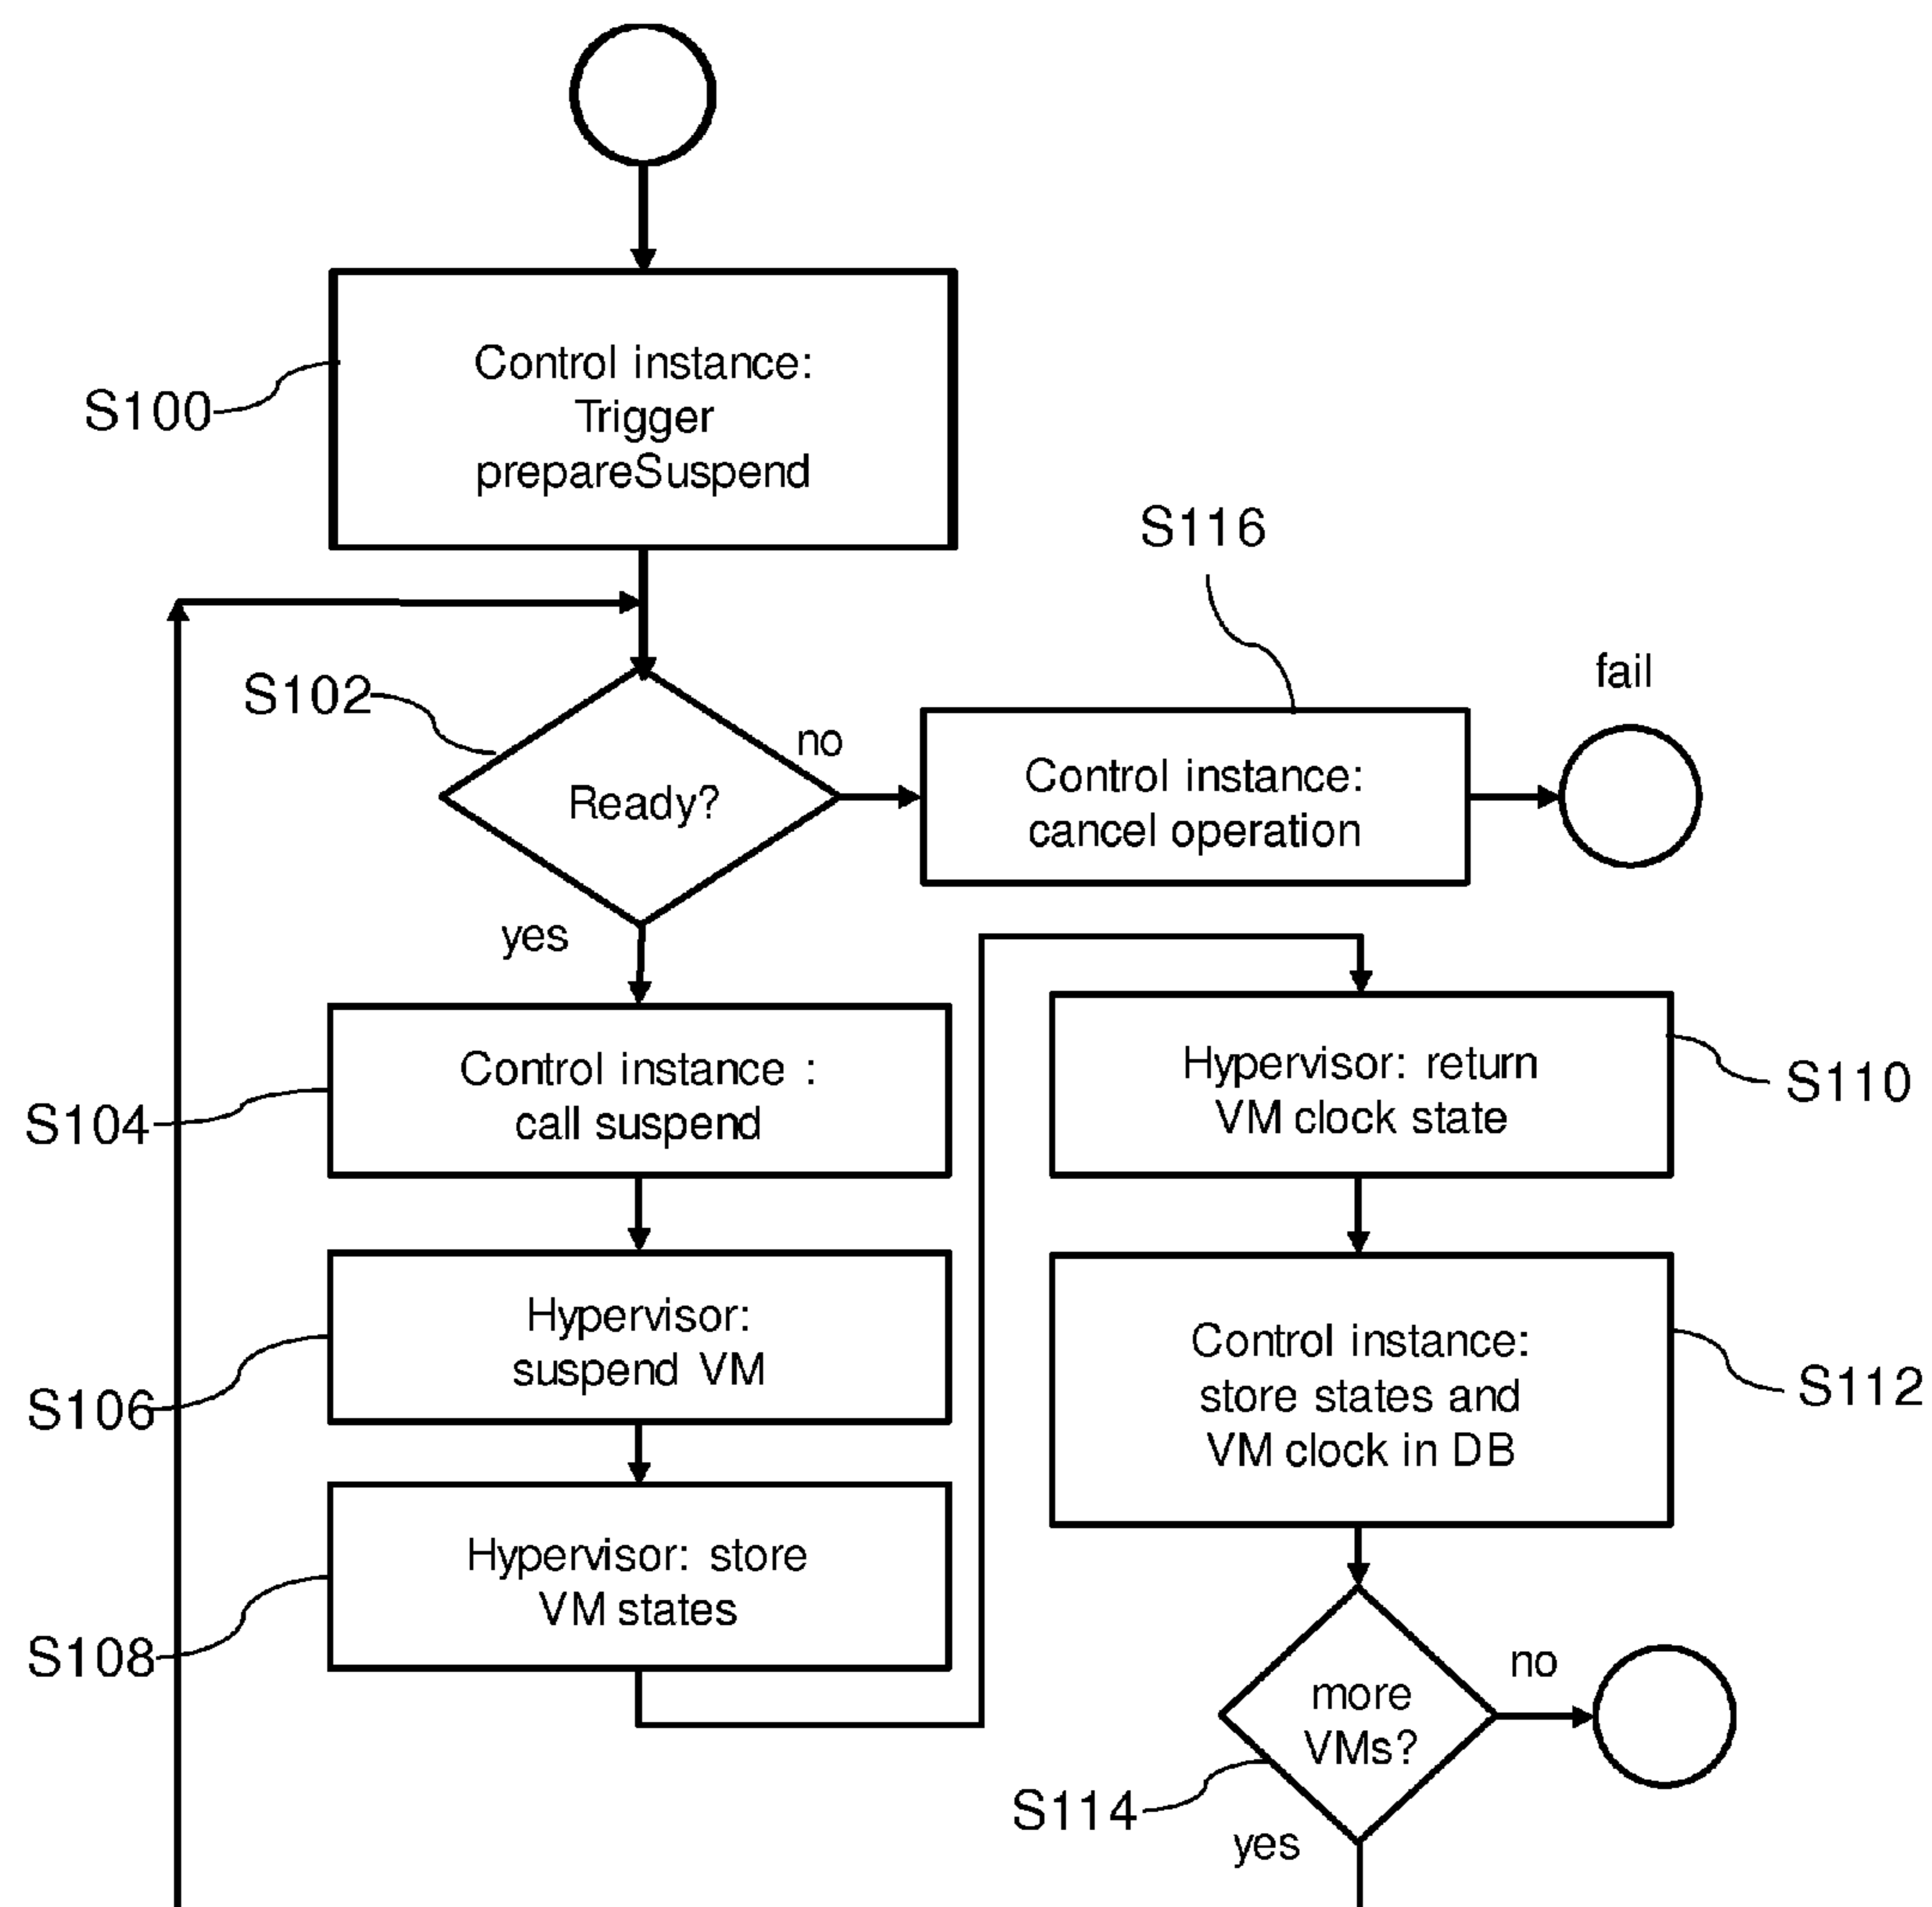 Control instance:
Trigger
prepareSuspend
S100
S116
fail
S102
no
Ready?
Control instance:
cancel operation
yes
Control instance :
call suspend
S104
Hypervisor: return
VM clock state
S110
Hypervisor:
suspend VM
S106
Control instance:
store states and
VM clock in DB
S112
Hypervisor: store
VM states
S108
more
VMs?
no
S114
yes